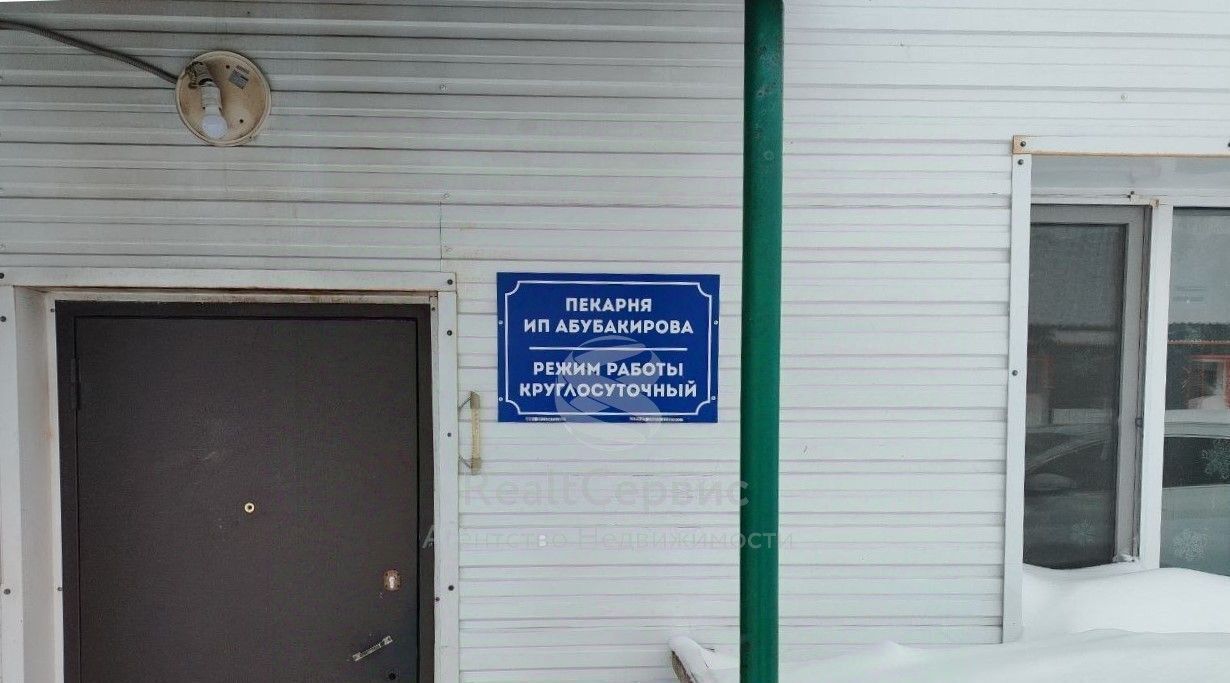 ПЕКАРНЯ
ИП АБУБАКИРОВА
РЕЖИМ РАБОТЫ
КРУГЛОСУТОЧНЫЙ
RealtСервис
Агентство Недвижимости